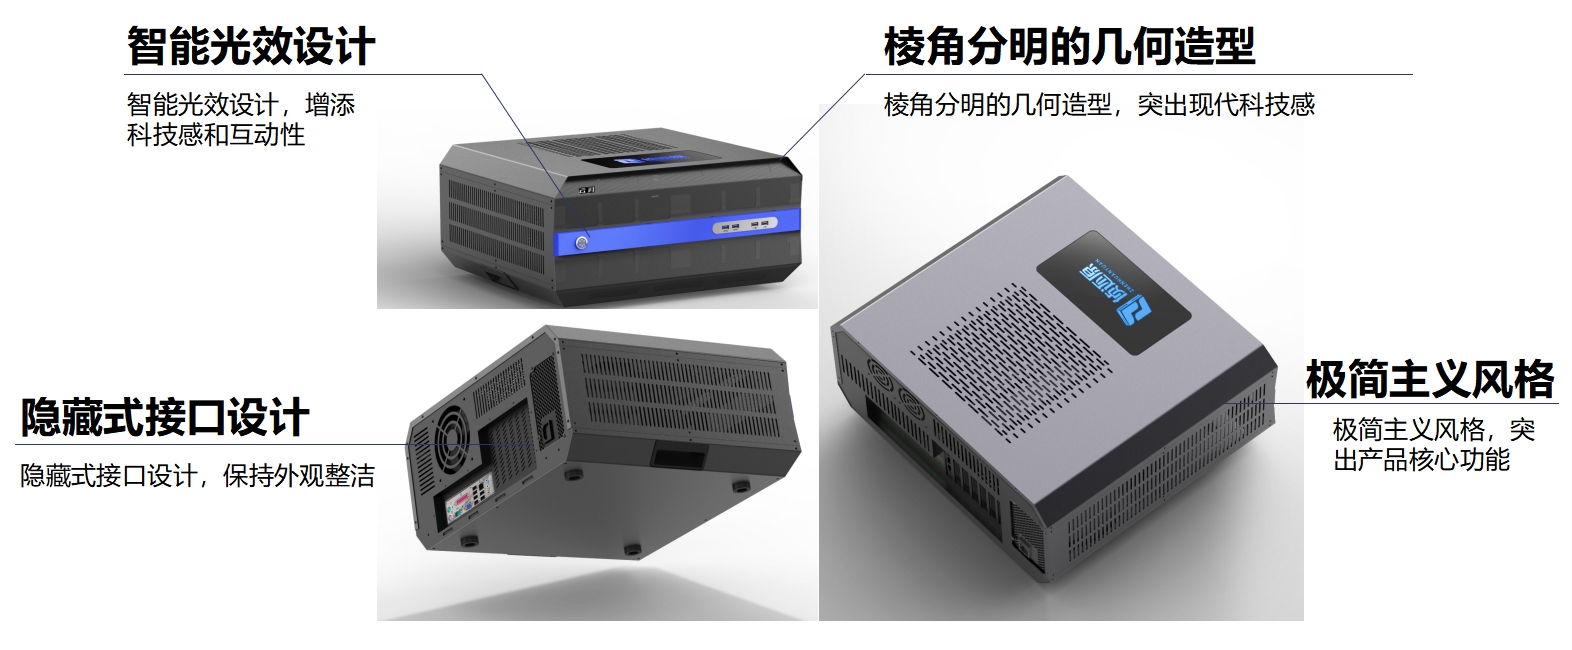 智能光效设计
智能光效设计，增添
科技感和互动性
棱角分明的几何造型
棱角分明的几何造型，突出现代科技感
隐藏式接口设计
隐藏式接口设计，保持外观整洁
极简主义风格
极简主义风格，突
出产品核心功能
ZHENHUANYUAN